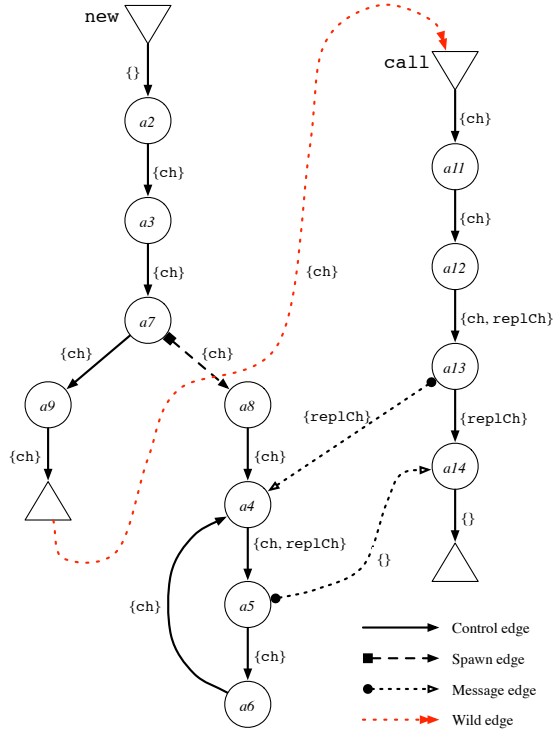 new
call
{}
{ch}
a2
a11
{ch}
{ch}
a3
a12
{ch}
{ch}
{ch, replCh}
a7
a13
{ch}
{ch}
a9
a8
{replCh}
{replCh}
{ch}
{ch}
a14
a4
{ch, replCh}
{}
{}
{ch}
a5
{ch}
a6
Control edge
Spawn edge
Message edge
Wild edge